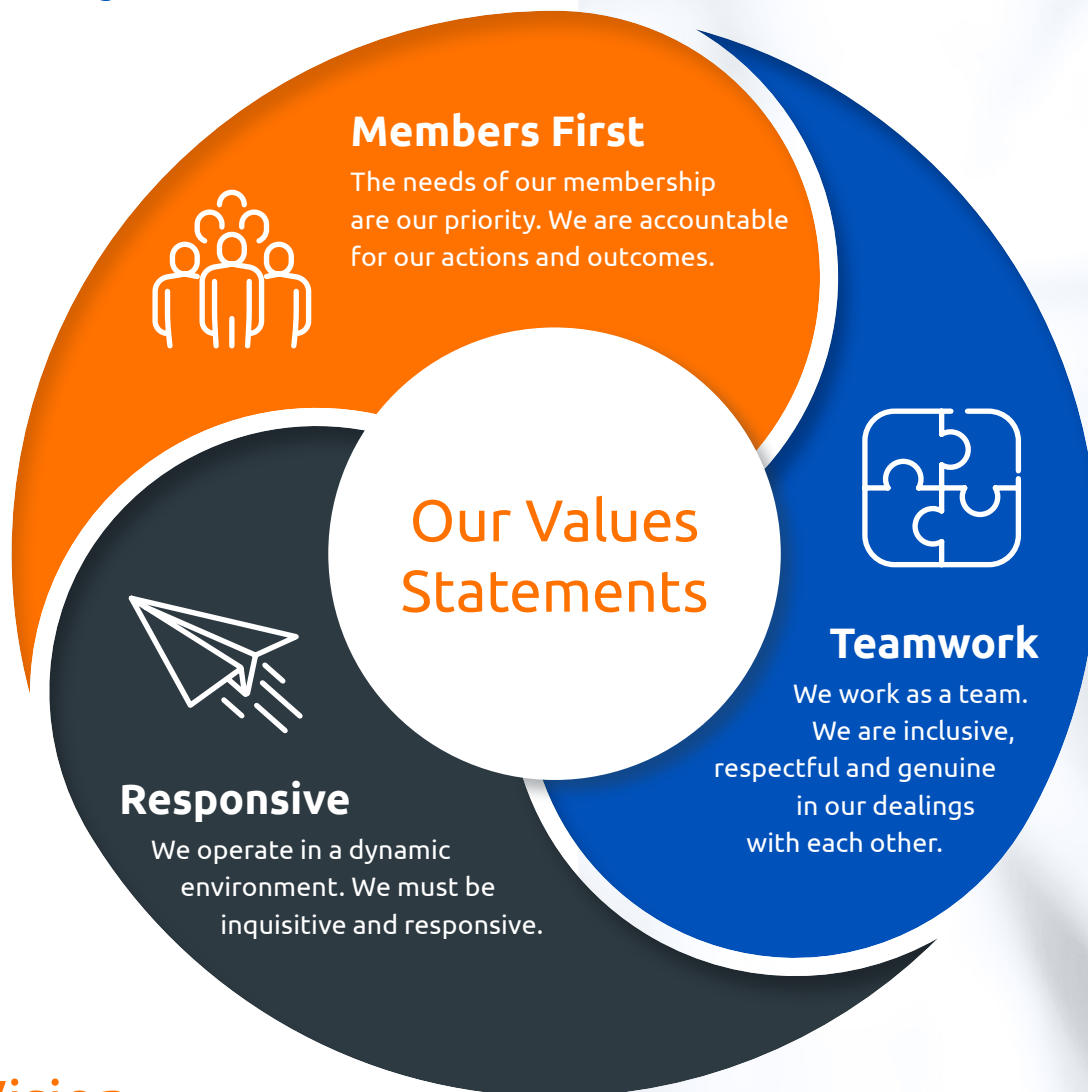 Members First
The needs of our membership
are our priority. We are accountable
for our actions and outcomes.
Our Values
Statements
Teamwork
We work as a team.
We are inclusive,
respectful and genuine
in our dealings
with each other.
Responsive
We operate in a dynamic
environment. We must be
inquisitive and responsive.